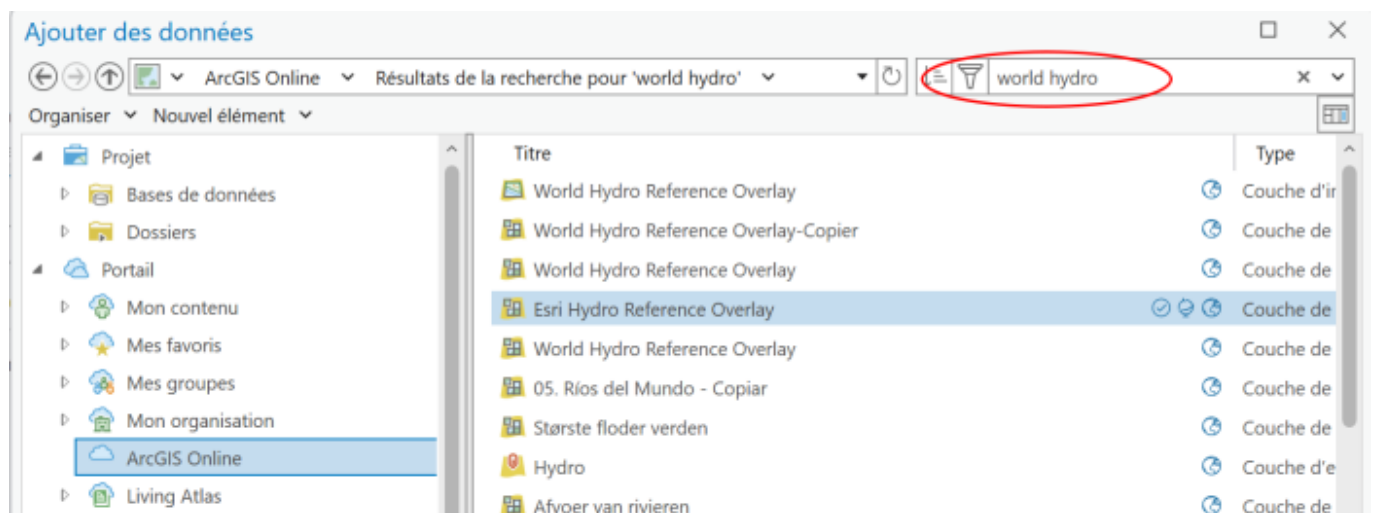 Ajouter des données
ArcGIS Online Résultats de la recherche pour 'world hydro' world hydro
Organiser Nouvel élément
Projet
Bases de données
Dossiers
Portail
Mon contenu
Mes favoris
Mes groupes
Mon organisation
ArcGIS Online
Living Atlas
Titre Type
World Hydro Reference Overlay Couche d'ir
World Hydro Reference Overlay-Copier Couche de
World Hydro Reference Overlay Couche de
Esri Hydro Reference Overlay Couche de
World Hydro Reference Overlay Couche de
05. Ríos del Mundo - Copiar Couche de
Største floder verden Couche de
Hydro Couche d'e
Afvoer van rivieren Couche de